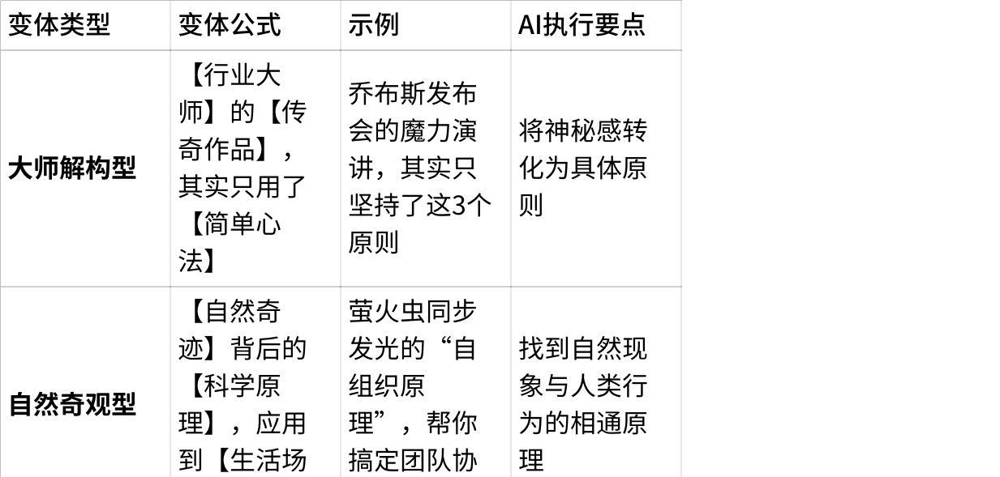 变体类型
变体公式
示例
AI执行要点
大师解构型
【行业大
师】的【传
奇作品】，
其实只用了
【简单心
法】
乔布斯发布
会的魔力演
讲，其实只
坚持了这3个
原则
将神秘感转
化为具体原
则
自然奇观型
【自然奇
迹】背后的
【科学原
理】，应用
到【生活场
萤火虫同步
发光的“自
组织原
理”，帮你
搞定团队协
找到自然现
象与人类行
为的相通原
理